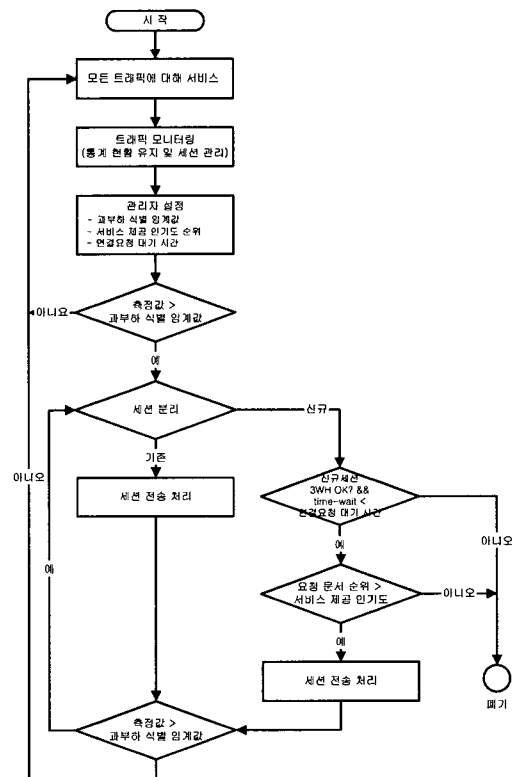 시 작
모든 트래픽에 대해 서비스
트래픽 모니터링
(통계 현황 유지 및 세션 관리)
관리자 설정
- 과부하 식별 임계값
- 서비스 제공 인기도 순위
- 연결요청 대기 시간
측정값 >
과부하 식별 임계값
아니요
예
세션 분리
신규
기존
세션 전송 처리
신규세션
3WH OK? &&
time-wait <
연결요청 대기 시간
아니오
아니오
예
예
요청 문서 순위 >
서비스 제공 인기도
아니오
예
세션 전송 처리
폐기
측정값 >
과부하 식별 임계값